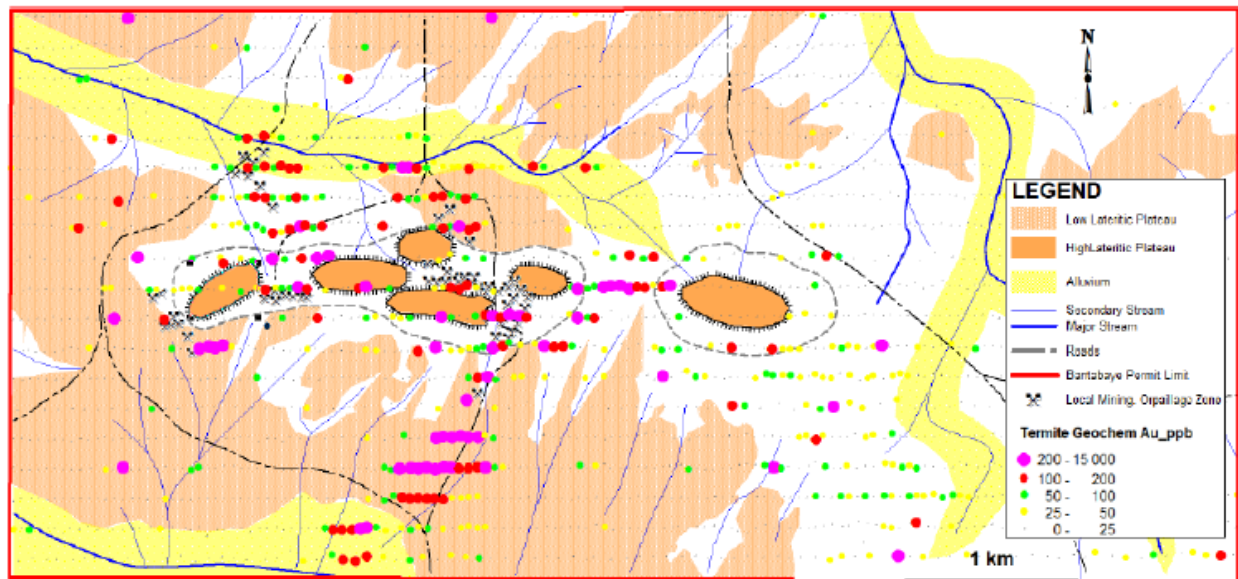 N
LEGEND
Low Lateritic Plateau
HighLateritic Plateau
Alluvium
Secondary Stream
Major Stream
Roads
Bantabaye Permit Limit
Local Mining, Orpaillage Zone
Termite Geochem Au_ppb
200 - 15 000
100 - 200
50 - 100
25 - 50
0 - 25
1 km